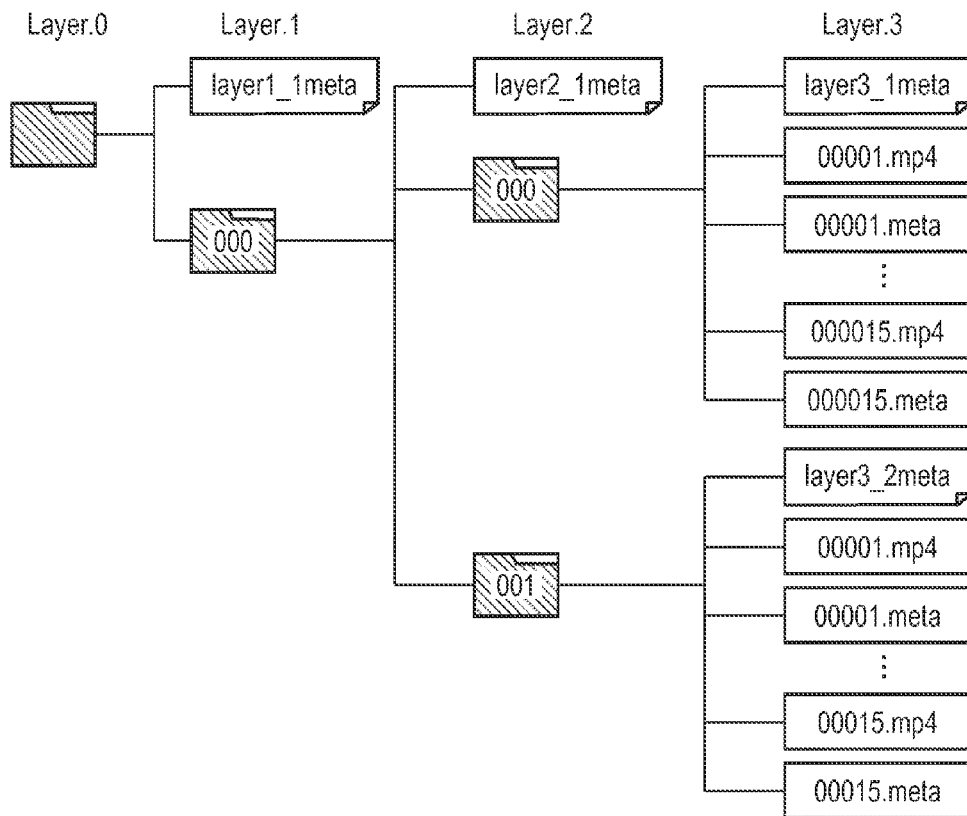 Layer.0 Layer.1 Layer.2 Layer.3
layer1_1meta
layer2_1meta
layer3_1meta
00001.mp4
000
00001.meta
000
⋮
000015.mp4
000015.meta
layer3_2meta
00001.mp4
001
00001.meta
⋮
00015.mp4
00015.meta